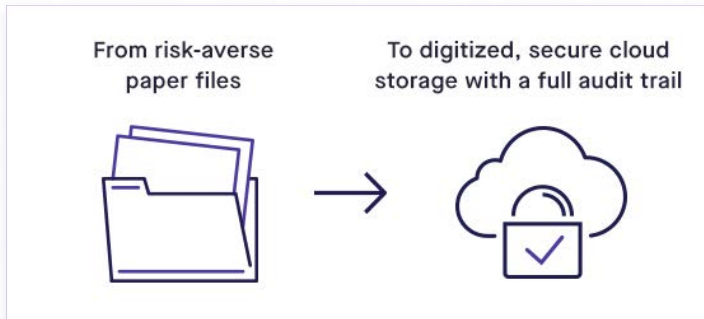 From risk-averse
paper files
To digitized, secure cloud
storage with a full audit trail